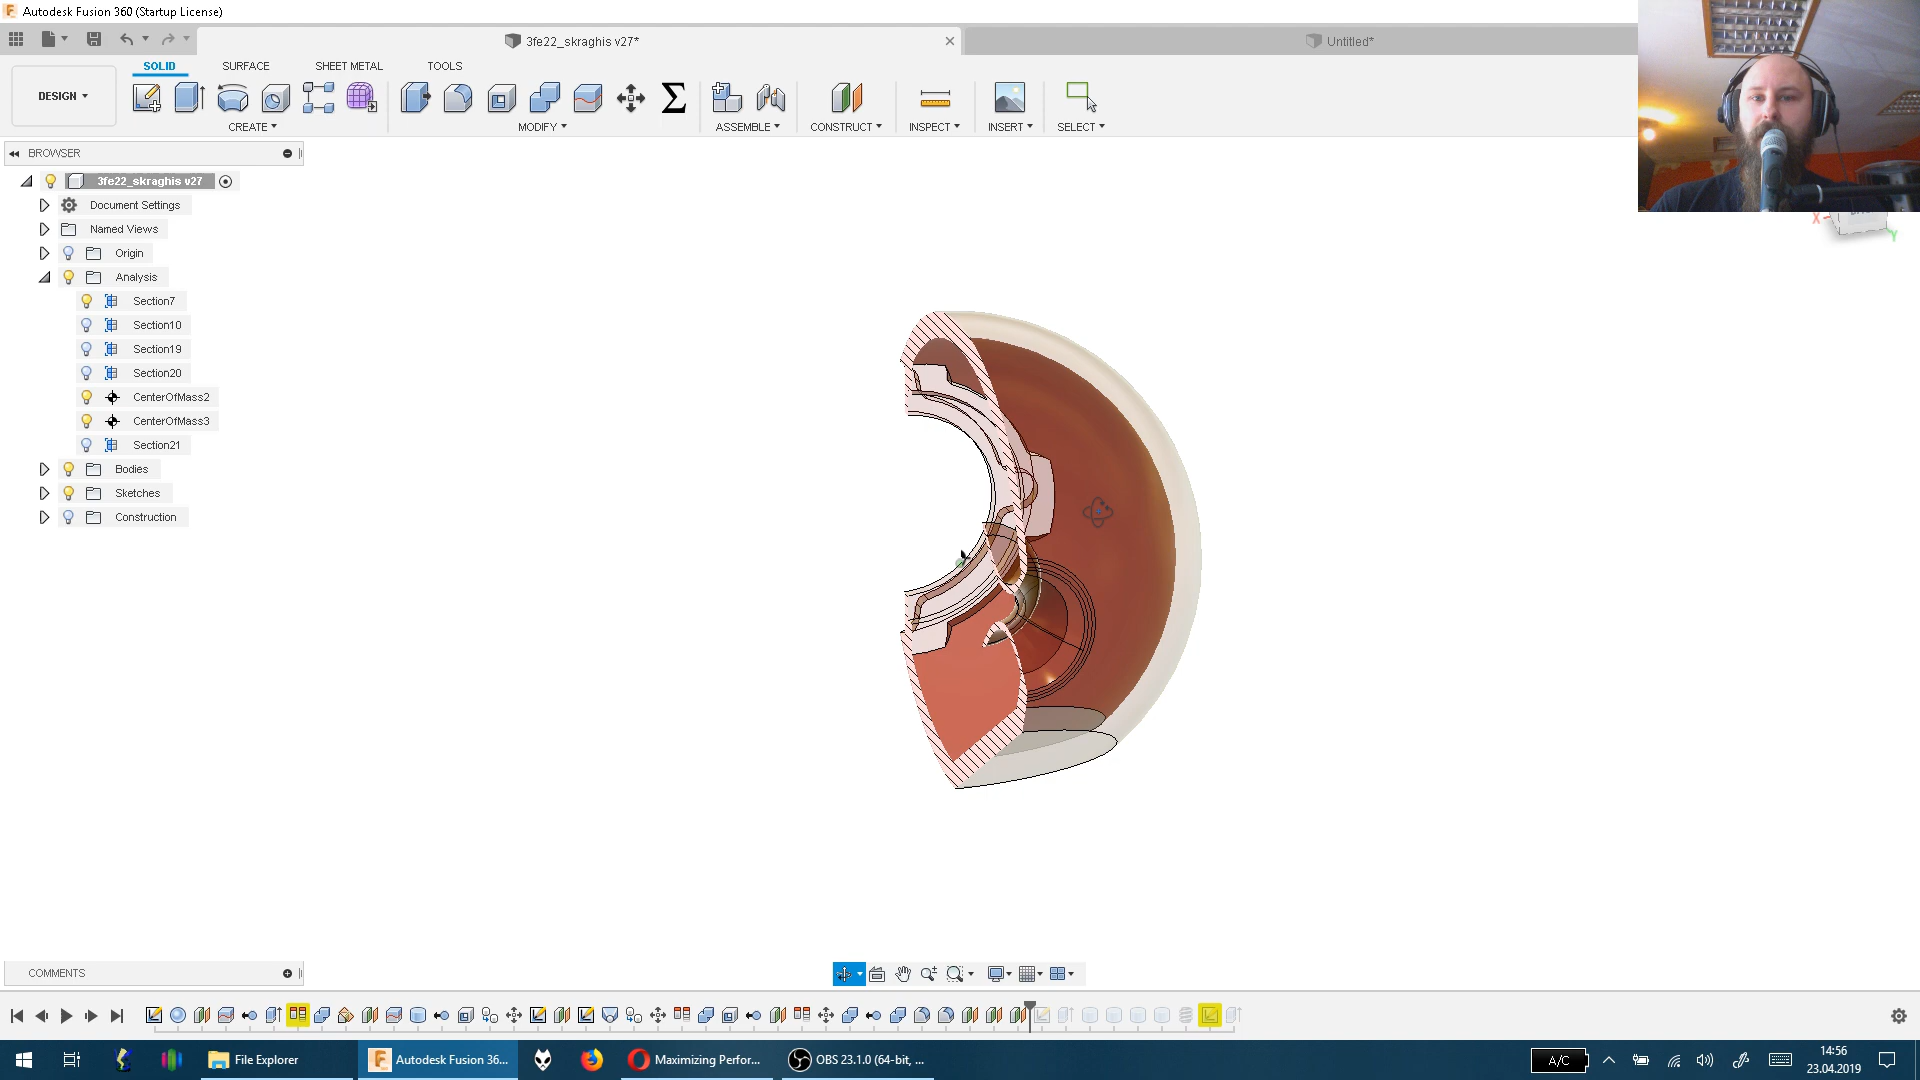 Autodesk Fusion 360 (Startup License)
3fe22_skraghis v27*
Untitled*
SOLID SURFACE SHEET METAL TOOLS
DESIGN
CREATE MODIFY ASSEMBLE CONSTRUCT INSPECT INSERT SELECT
BROWSER
3fe22_skraghis v27
Document Settings
Named Views
Origin
Analysis
Section7
Section10
Section19
Section20
CenterOfMass2
CenterOfMass3
Section21
Bodies
Sketches
Construction
X
Y
COMMENTS
File Explorer
Autodesk Fusion 36...
Maximizing Perfor...
OBS 23.1.0 (64-bit, ...
A/C
14:56
23.04.2019